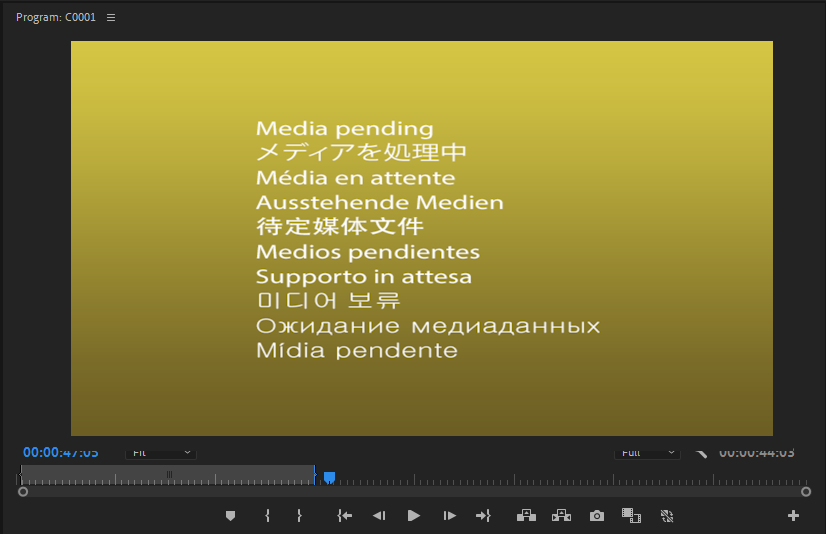 Program: C0001
Media pending
メディアを処理中
Média en attente
Ausstehende Medien
待定媒体文件
Medios pendientes
Supporto in attesa
미디어 보류
Ожидание медиаданных
Mídia pendente
00:00:47:05 Fit Full 00:00:44:03